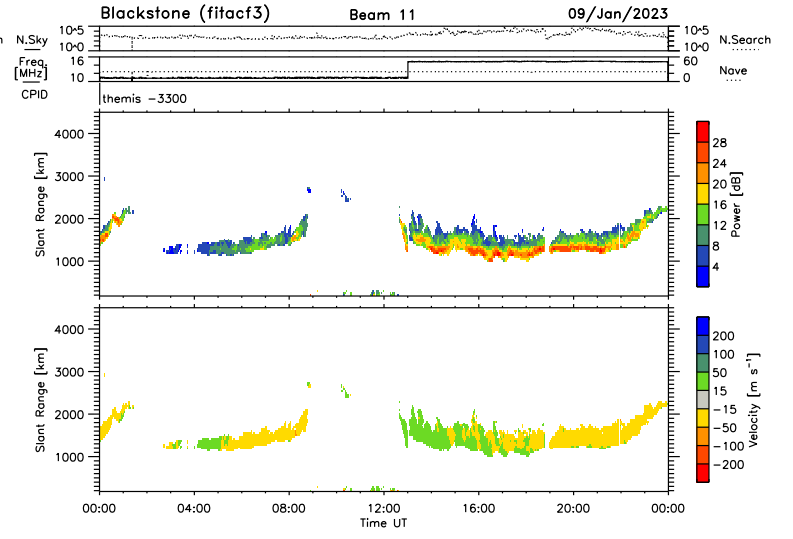 Blackstone (fitacf3) Beam 11 09/Jan/2023
N.Sky 10^5 10^0 10^5 10^0 N.Search
Freq. [MHz] 16 10 60 0 Nave
CPID themis -3300
Slant Range [km] 4000 3000 2000 1000
28 24 20 16 12 8 4 Power [dB]
Slant Range [km] 4000 3000 2000 1000
200 100 50 15 -15 -50 -100 -200 Velocity [m s⁻¹]
00:00 04:00 08:00 12:00 16:00 20:00 00:00
Time UT